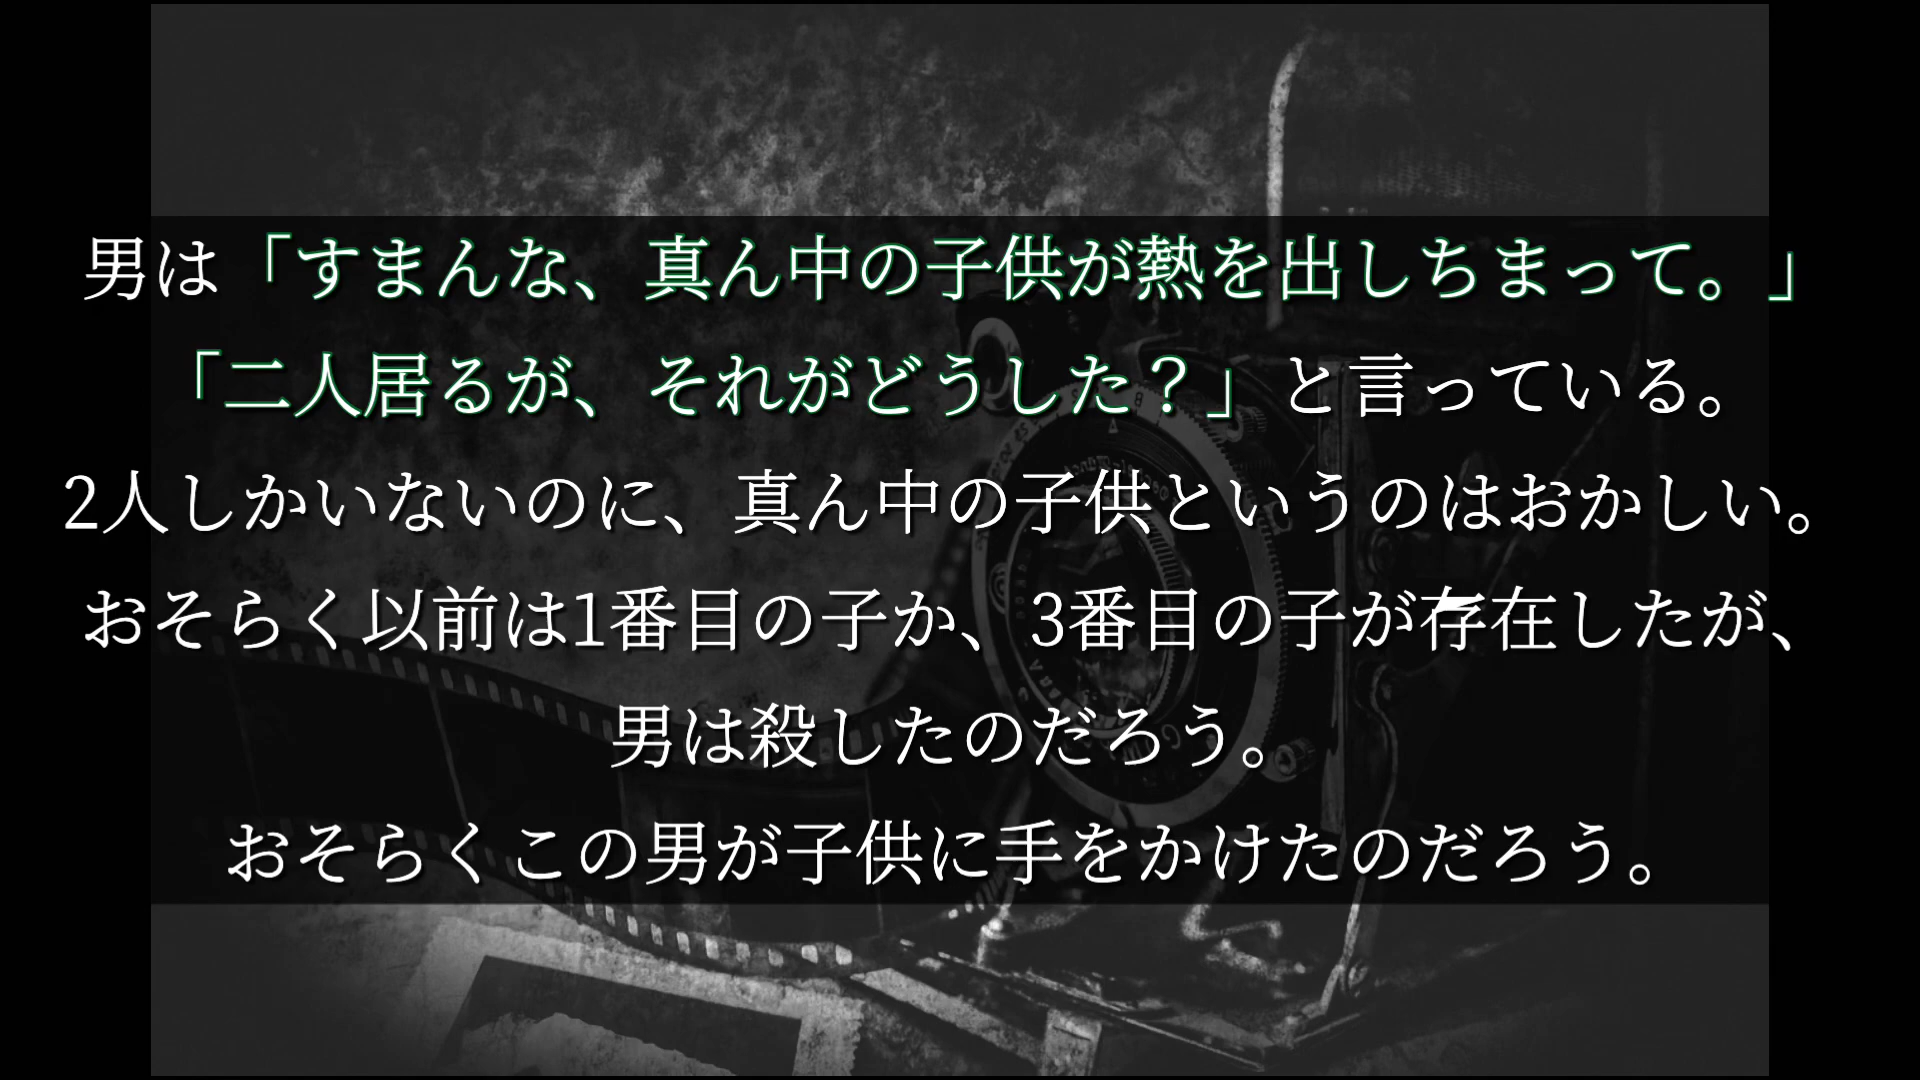 男は「すまんな、真ん中の子供が熱を出しちまって。」
「二人居るが、それがどうした？」と言っている。
2人しかいないのに、真ん中の子供というのはおかしい。
おそらく以前は1番目の子か、3番目の子が存在したが、
男は殺したのだろう。
おそらくこの男が子供に手をかけたのだろう。